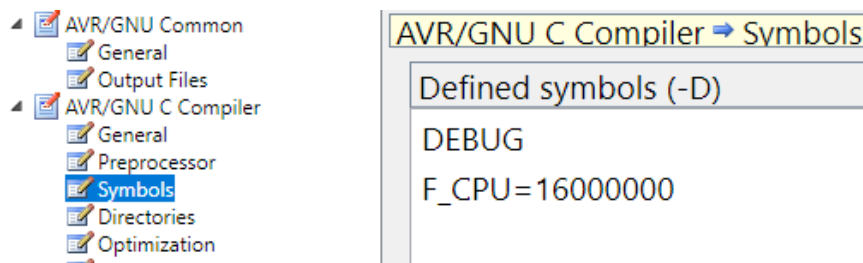 AVR/GNU Common
General
Output Files
AVR/GNU C Compiler
General
Preprocessor
Symbols
Directories
Optimization
AVR/GNU C Compiler ➡ Symbols
Defined symbols (-D)
DEBUG
F_CPU=16000000